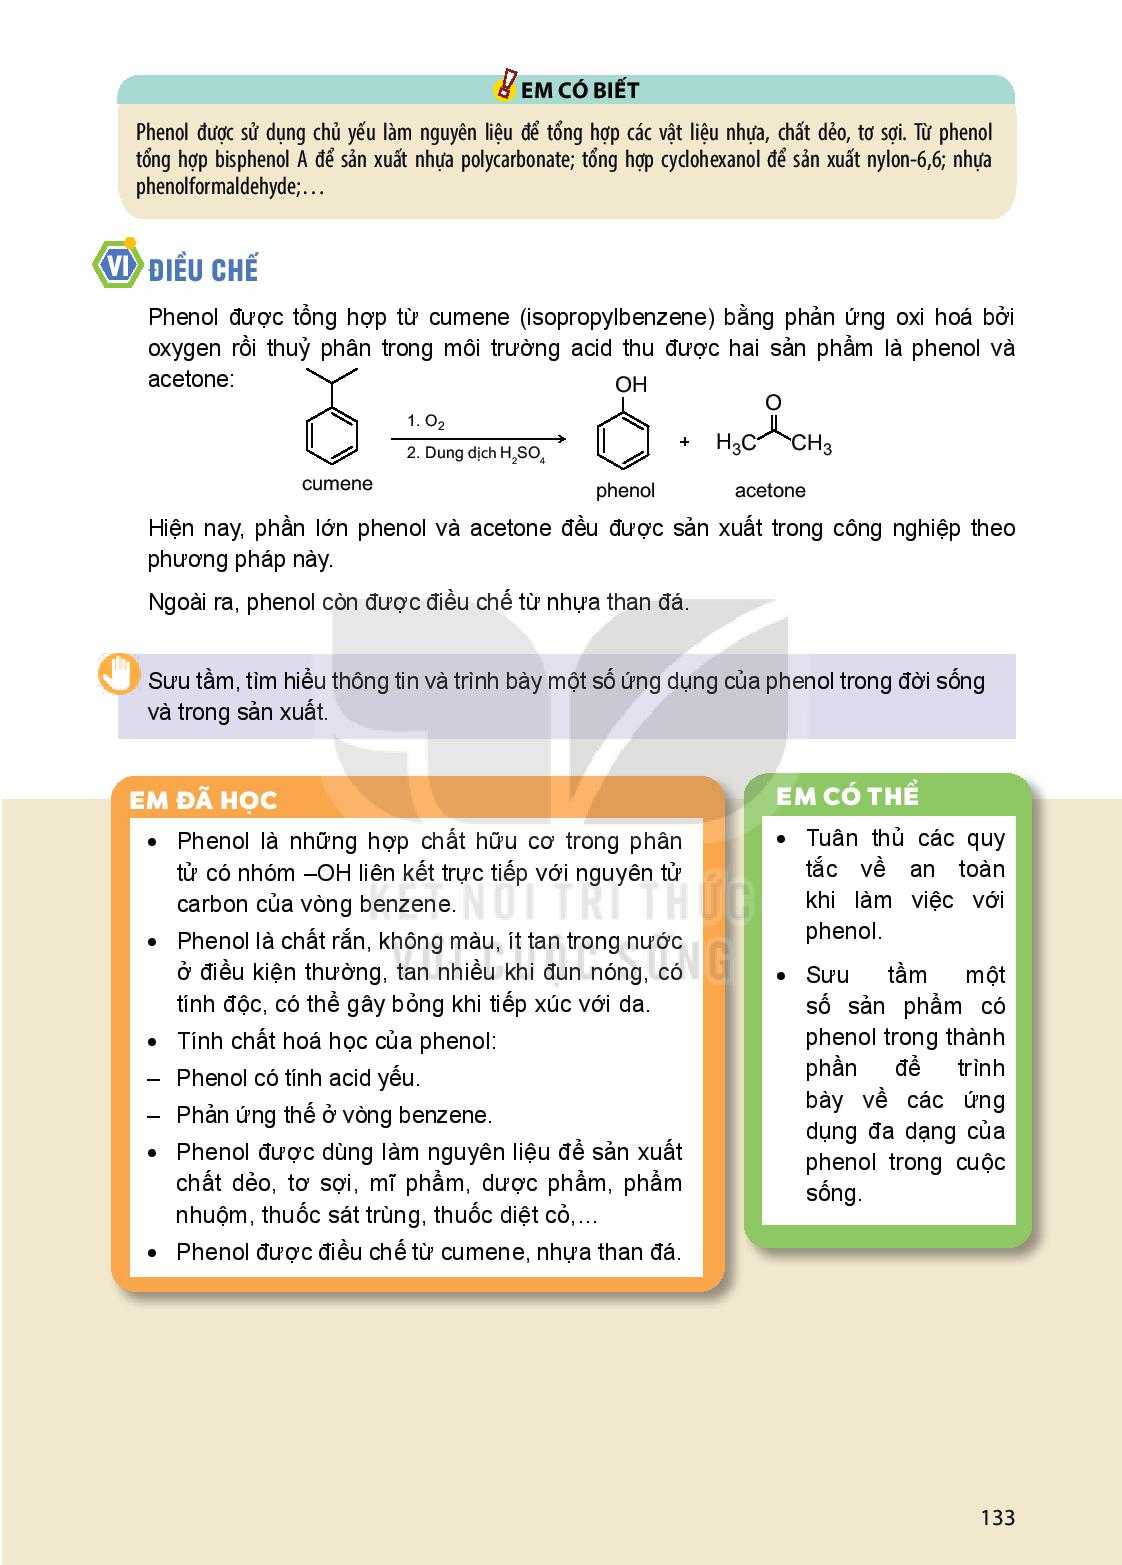 EM CÓ BIẾT
Phenol được sử dụng chủ yếu làm nguyên liệu để tổng hợp các vật liệu nhựa, chất dẻo, tơ sợi. Từ phenol
tổng hợp bisphenol A để sản xuất nhựa polycarbonate; tổng hợp cyclohexanol để sản xuất nylon-6,6; nhựa
phenolformaldehyde;...
VI ĐIỀU CHẾ
Phenol được tổng hợp từ cumene (isopropylbenzene) bằng phản ứng oxi hoá bởi
oxygen rồi thuỷ phân trong môi trường acid thu được hai sản phẩm là phenol và
acetone:
1. O₂
2. Dung dịch H₂SO₄
OH
+
O
H₃C CH₃
cumene
phenol
acetone
Hiện nay, phần lớn phenol và acetone đều được sản xuất trong công nghiệp theo
phương pháp này.
Ngoài ra, phenol còn được điều chế từ nhựa than đá.
Sưu tầm, tìm hiểu thông tin và trình bày một số ứng dụng của phenol trong đời sống
và trong sản xuất.
EM ĐÃ HỌC
• Phenol là những hợp chất hữu cơ trong phân
tử có nhóm –OH liên kết trực tiếp với nguyên tử
carbon của vòng benzene.
• Phenol là chất rắn, không màu, ít tan trong nước
ở điều kiện thường, tan nhiều khi đun nóng, có
tính độc, có thể gây bỏng khi tiếp xúc với da.
• Tính chất hoá học của phenol:
– Phenol có tính acid yếu.
– Phản ứng thế ở vòng benzene.
• Phenol được dùng làm nguyên liệu để sản xuất
chất dẻo, tơ sợi, mĩ phẩm, dược phẩm, phẩm
nhuộm, thuốc sát trùng, thuốc diệt cỏ,...
• Phenol được điều chế từ cumene, nhựa than đá.
EM CÓ THỂ
• Tuân thủ các quy
tắc về an toàn
khi làm việc với
phenol.
• Sưu tầm một
số sản phẩm có
phenol trong thành
phần để trình
bày về các ứng
dụng đa dạng của
phenol trong cuộc
sống.
KẾT NỐI TRI THỨC
VỚI CUỘC SỐNG
133